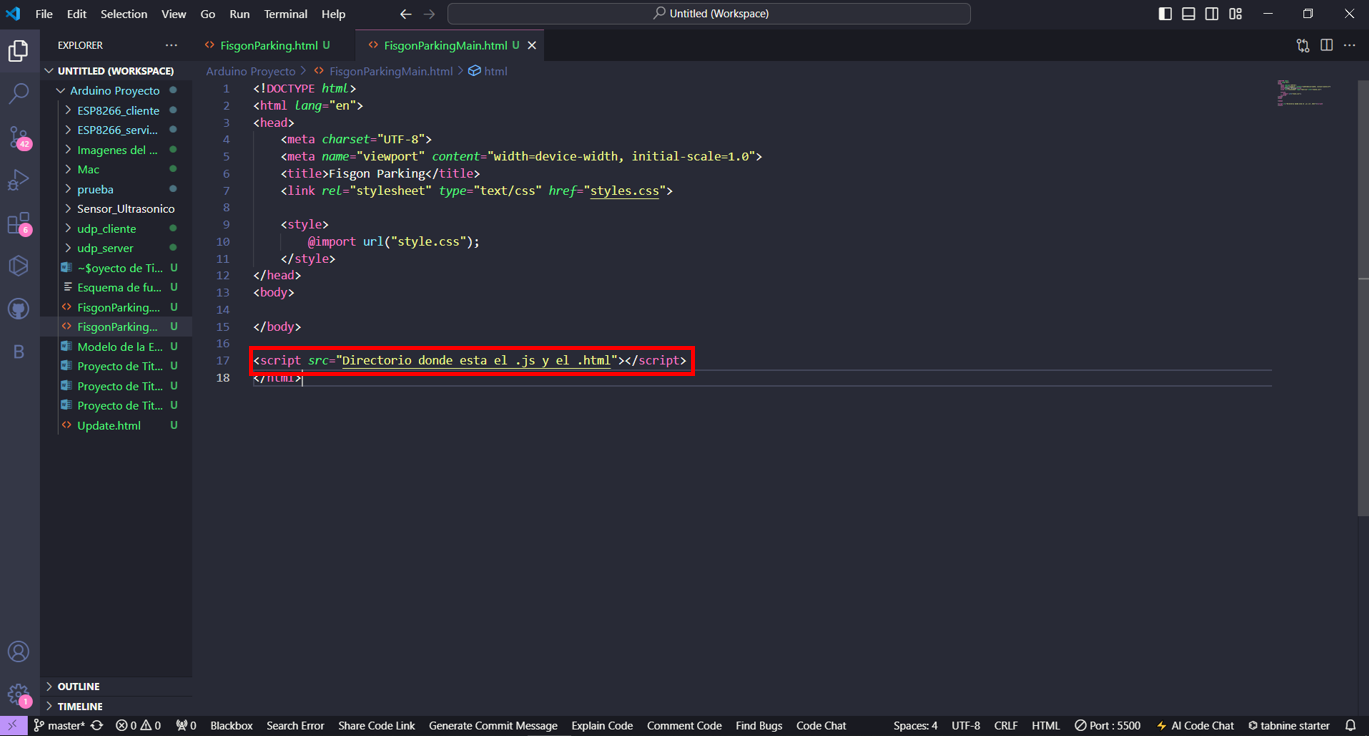 File Edit Selection View Go Run Terminal Help
Untitled (Workspace)
EXPLORER
FisgonParking.html U
FisgonParkingMain.html U
UNTITLED (WORKSPACE)
Arduino Proyecto > FisgonParkingMain.html > html
Arduino Proyecto
ESP8266_cliente
ESP8266_servi...
Imagenes del ...
Mac
prueba
Sensor_Ultrasonico
udp_cliente
udp_server
~$oyecto de Ti... U
Esquema de fu... U
FisgonParking.... U
FisgonParking... U
Modelo de la E... U
Proyecto de Tit... U
Proyecto de Tit... U
Proyecto de Tit... U
Update.html U
42
6
B
1
OUTLINE
TIMELINE
1 <!DOCTYPE html>
2 <html lang="en">
3 <head>
4 <meta charset="UTF-8">
5 <meta name="viewport" content="width=device-width, initial-scale=1.0">
6 <title>Fisgon Parking</title>
7 <link rel="stylesheet" type="text/css" href="styles.css">
8
9 <style>
10 @import url("style.css");
11 </style>
12 </head>
13 <body>
14
15 </body>
16
17 <script src="Directorio donde esta el .js y el .html"></script>
18 </html>
master* 0 0 0 Blackbox Search Error Share Code Link Generate Commit Message Explain Code Comment Code Find Bugs Code Chat Spaces: 4 UTF-8 CRLF HTML Port : 5500 AI Code Chat tabnine starter